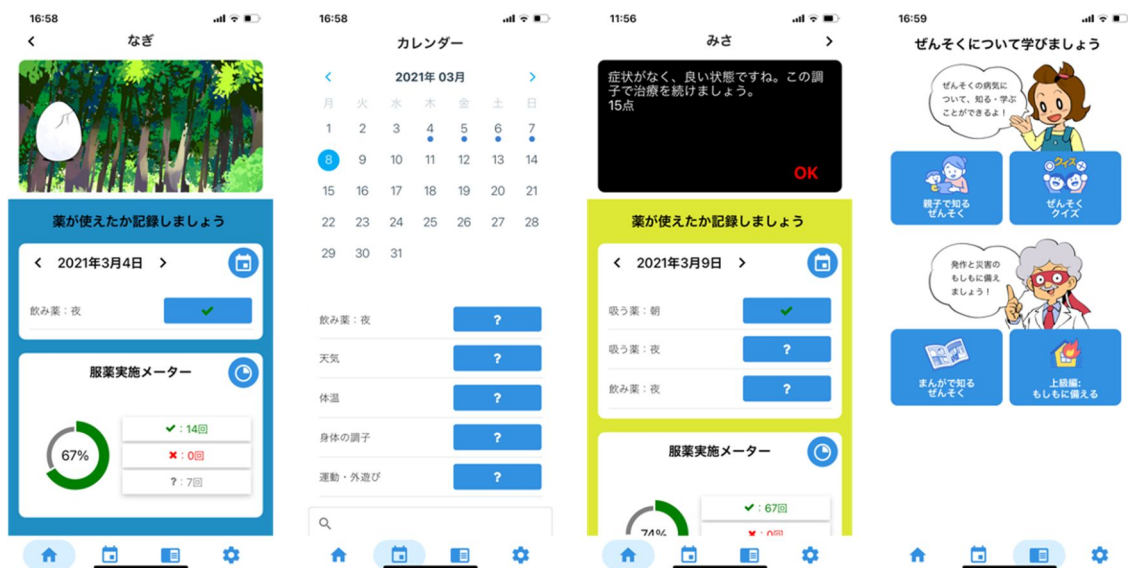 16:58
なぎ
薬が使えたか記録しましょう
2021年3月4日
飲み薬：夜
服薬実施メーター
67%
✔：14回
✖：0回
?：7回
16:58
カレンダー
2021年 03月
月 火 水 木 金 土 日
1 2 3 4 5 6 7
8 9 10 11 12 13 14
15 16 17 18 19 20 21
22 23 24 25 26 27 28
29 30 31
飲み薬：夜 ?
天気 ?
体温 ?
身体の調子 ?
運動・外遊び ?
11:56
みさ
症状がなく、良い状態ですね。この調
子で治療を続けましょう。
15点
OK
薬が使えたか記録しましょう
2021年3月9日
吸う薬：朝
吸う薬：夜 ?
飲み薬：夜 ?
服薬実施メーター
74%
✔：67回
✖：0回
16:59
ぜんそくについて学びましょう
ぜんそくの病気に
ついて、知る・学ぶ
ことができるよ！
親子で知る
ぜんそく
クイズ
ぜんそく
クイズ
発作と災害の
もしもに備え
ましょう！
まんがで知る
ぜんそく
上級編:
もしもに備える